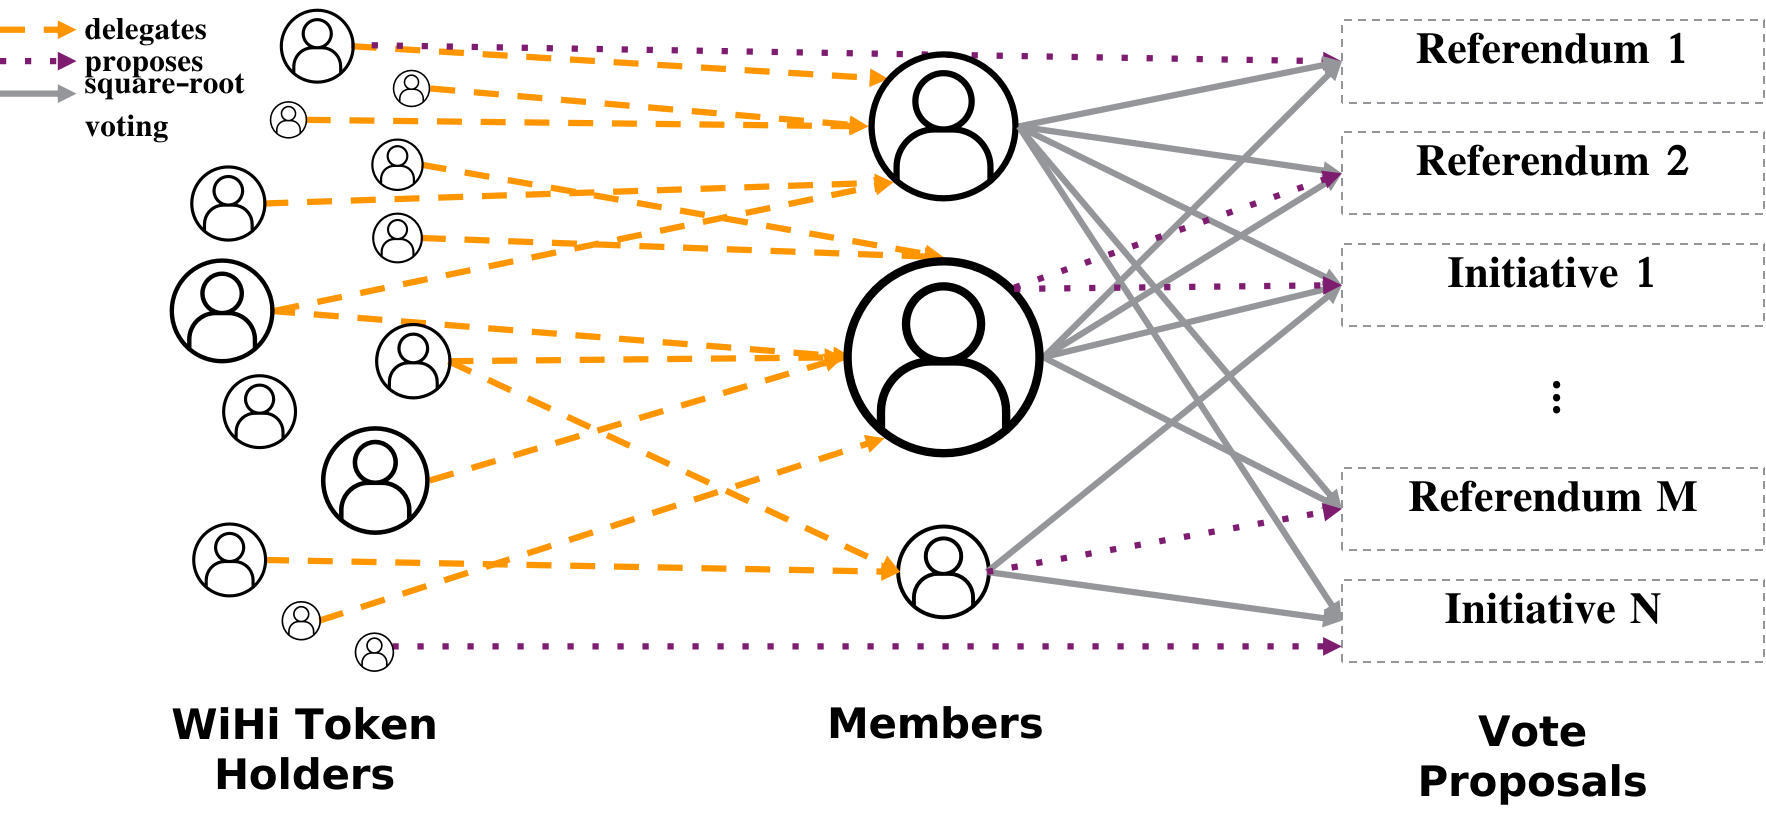 delegates
proposes
square-root
voting
Referendum 1
Referendum 2
Initiative 1
⋮
Referendum M
Initiative N
WiHi Token
Holders
Members
Vote
Proposals